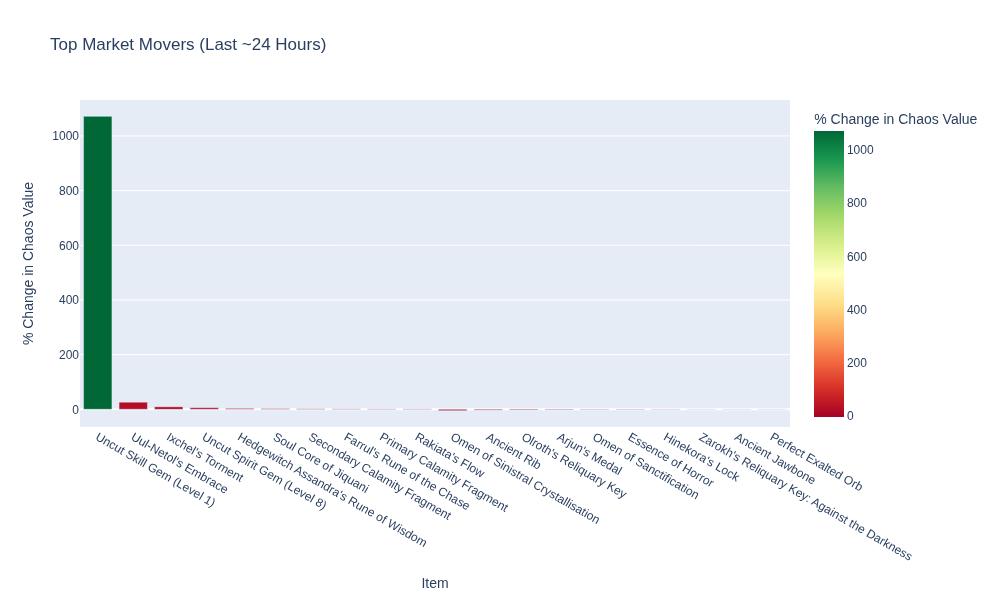 Top Market Movers (Last ~24 Hours)
% Change in Chaos Value
1000
800
600
400
200
0
% Change in Chaos Value
1000
800
600
400
200
0
Uncut Skill Gem (Level 1)
Uul-Netol's Embrace
Ixchel's Torment
Uncut Spirit Gem (Level 8)
Hedgewitch Assandra's Rune of Wisdom
Soul Core of Jiquani
Secondary Calamity Fragment
Farrul's Rune of the Chase
Primary Calamity Fragment
Rakiata's Flow
Omen of Sinistral Crystallisation
Ancient Rib
Olroth's Reliquary Key
Arjun's Medal
Omen of Sanctification
Essence of Horror
Hinekora's Lock
Zarokh's Reliquary Key: Against the Darkness
Ancient Jawbone
Perfect Exalted Orb
Item